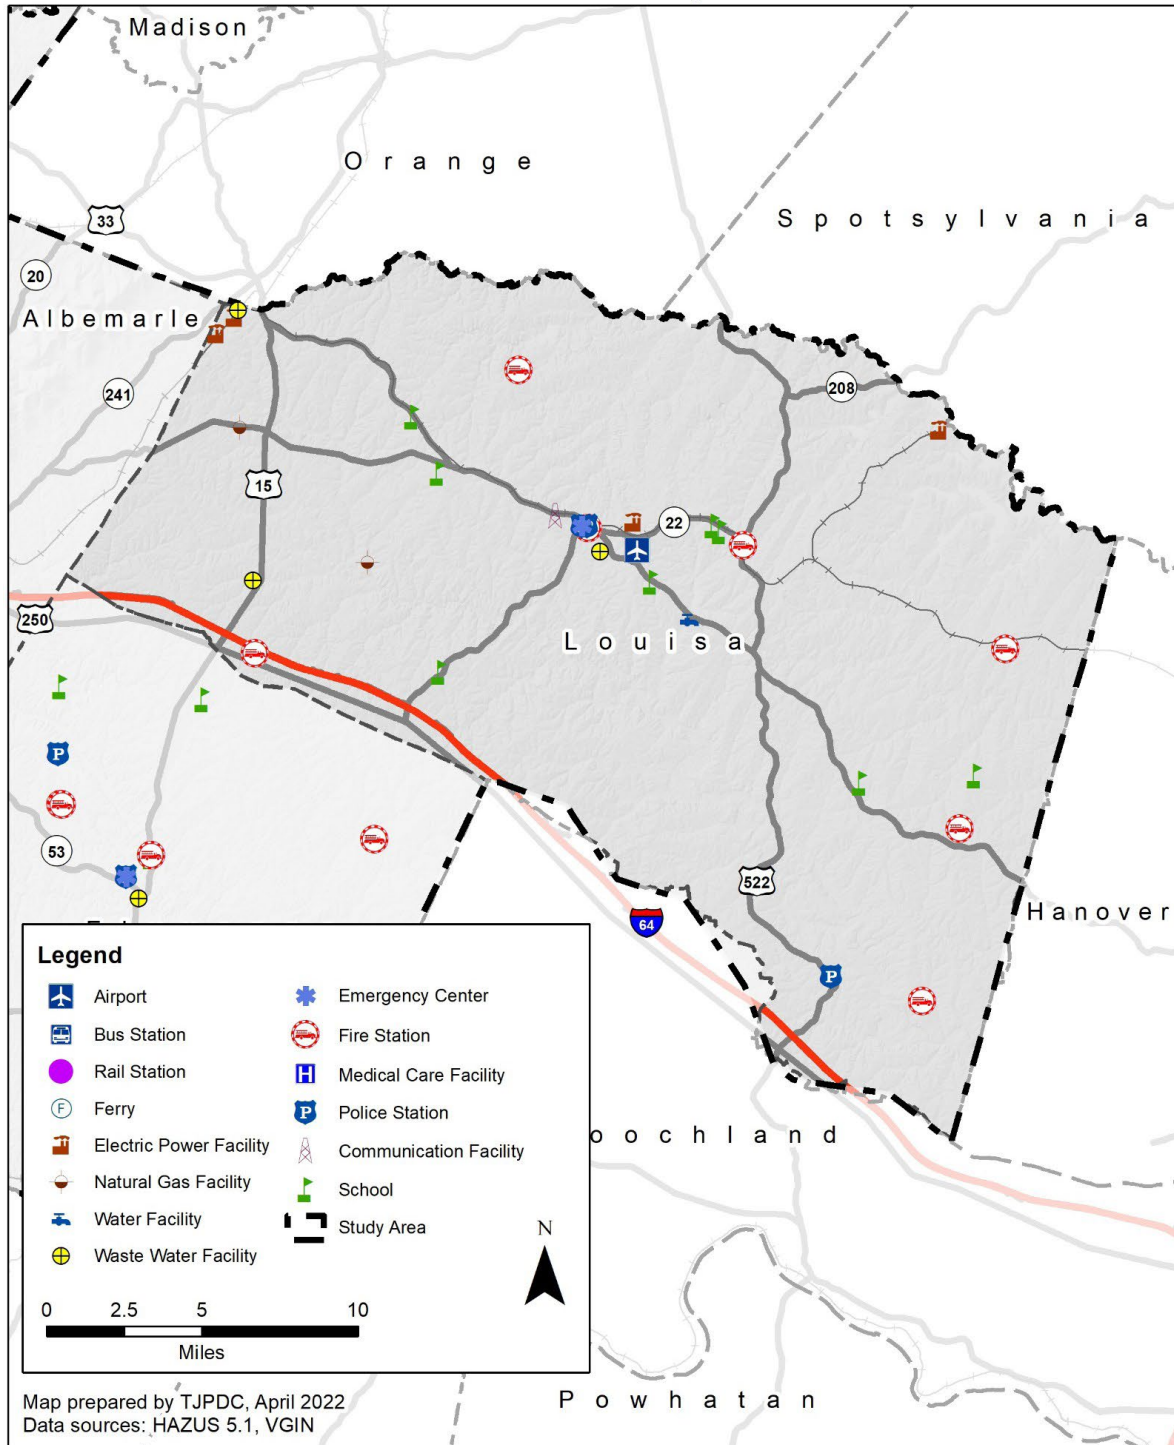 Madison
Orange
Spotsylvania
33
20
Albemarle
241
208
15
22
250
Louisa
53
522
64
Hanover
Legend
Airport
Bus Station
Rail Station
Ferry
Electric Power Facility
Natural Gas Facility
Water Facility
Waste Water Facility
Emergency Center
Fire Station
Medical Care Facility
Police Station
Communication Facility
School
Study Area
P
P
F
H
P
N
0 2.5 5 10
Miles
oochland
Powhatan
Map prepared by TJPDC, April 2022
Data sources: HAZUS 5.1, VGIN